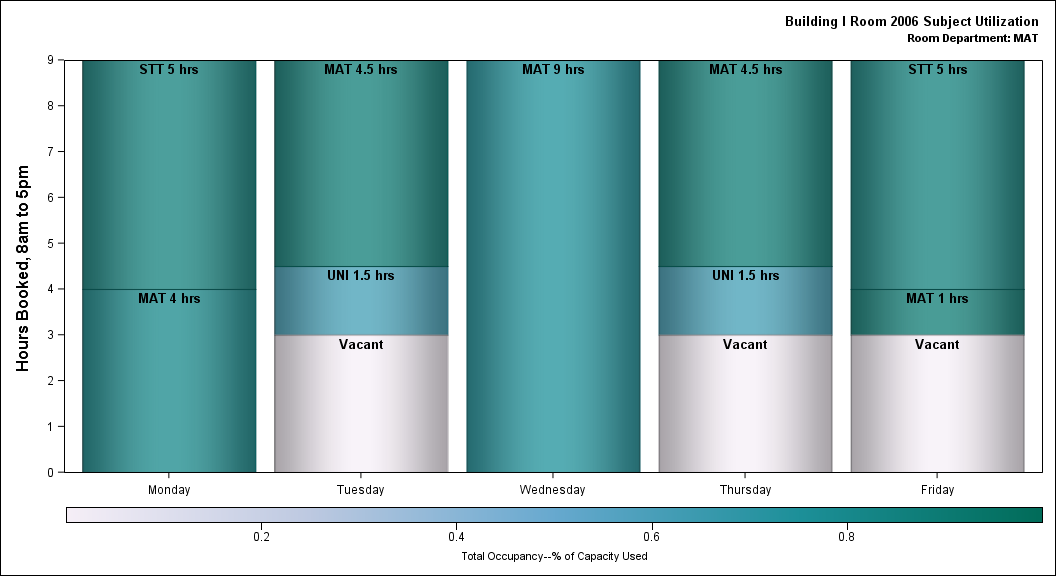 Building I Room 2006 Subject Utilization
Room Department: MAT
Hours Booked, 8am to 5pm
9
8
7
6
5
4
3
2
1
0
STT 5 hrs
MAT 4 hrs
MAT 4.5 hrs
UNI 1.5 hrs
Vacant
MAT 9 hrs
MAT 4.5 hrs
UNI 1.5 hrs
Vacant
STT 5 hrs
MAT 1 hrs
Vacant
Monday Tuesday Wednesday Thursday Friday
0.2 0.4 0.6 0.8
Total Occupancy--% of Capacity Used